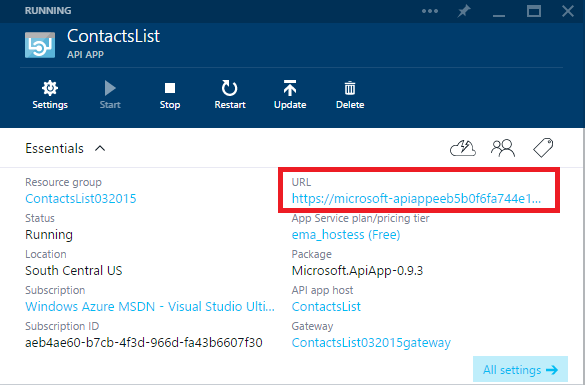 RUNNING
ContactsList
API APP
Settings
Start
Stop
Restart
Update
Delete
Essentials
Resource group
ContactsList032015
Status
Running
Location
South Central US
Subscription
Windows Azure MSDN - Visual Studio Ulti...
Subscription ID
aeb4ae60-b7cb-4f3d-966d-fa43b6607f30
URL
https://microsoft-apiappeeb5b0f6fa744e1...
App Service plan/pricing tier
ema_hostess (Free)
Package
Microsoft.ApiApp-0.9.3
API app host
ContactsList
Gateway
ContactsList032015gateway
All settings